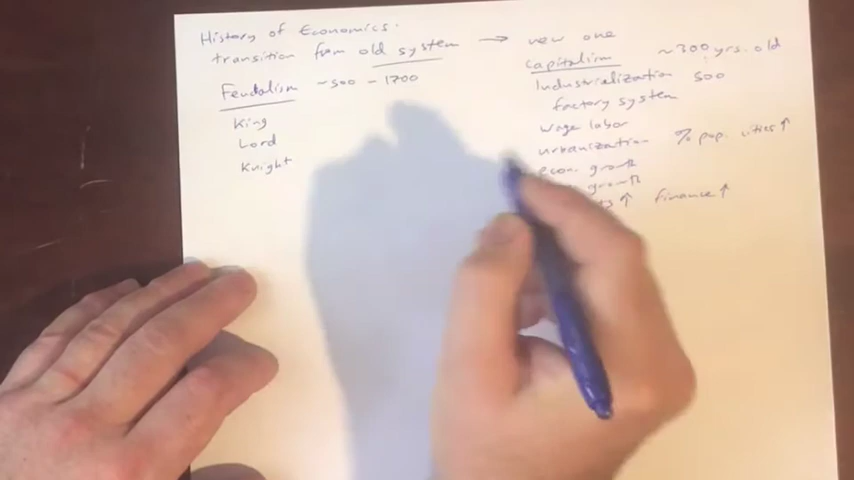 History of Economics.
transition from old system → new one
Feudalism ~500 - 1700
King
Lord
Knight
Capitalism ~300 yrs. old
Industrialization 500
factory system
wage labor
urbanization % pop. cities ↑
econ. growth
growth
↑ finance ↑